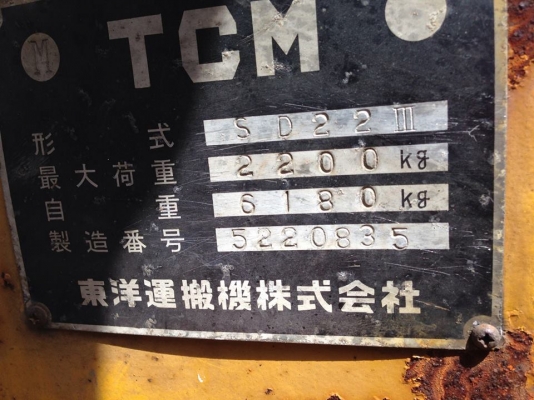 M TCM
形式 SD22III
最大荷重 2200kg
自重 6180kg
製造番号 5220835
東洋運搬機株式会社